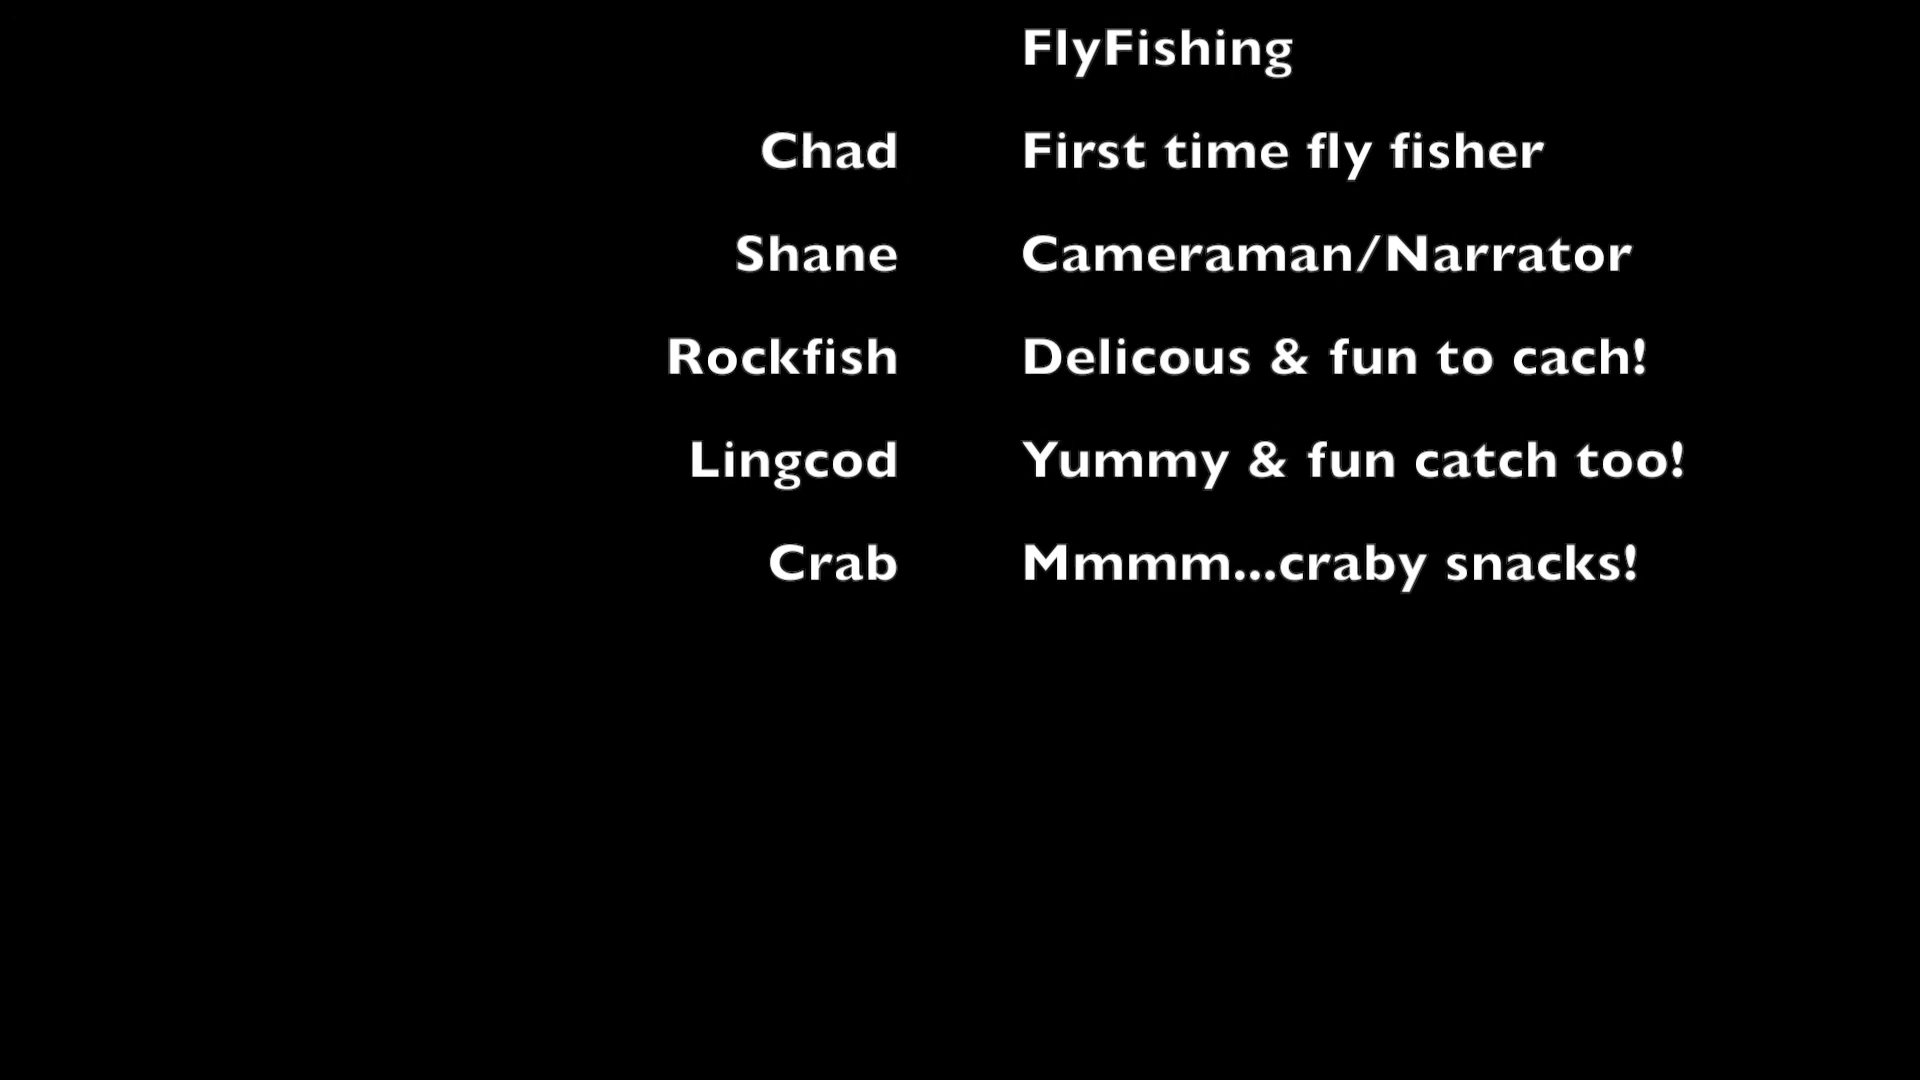 FlyFishing
Chad First time fly fisher
Shane Cameraman/Narrator
Rockfish Delicous & fun to cach!
Lingcod Yummy & fun catch too!
Crab Mmmm...craby snacks!